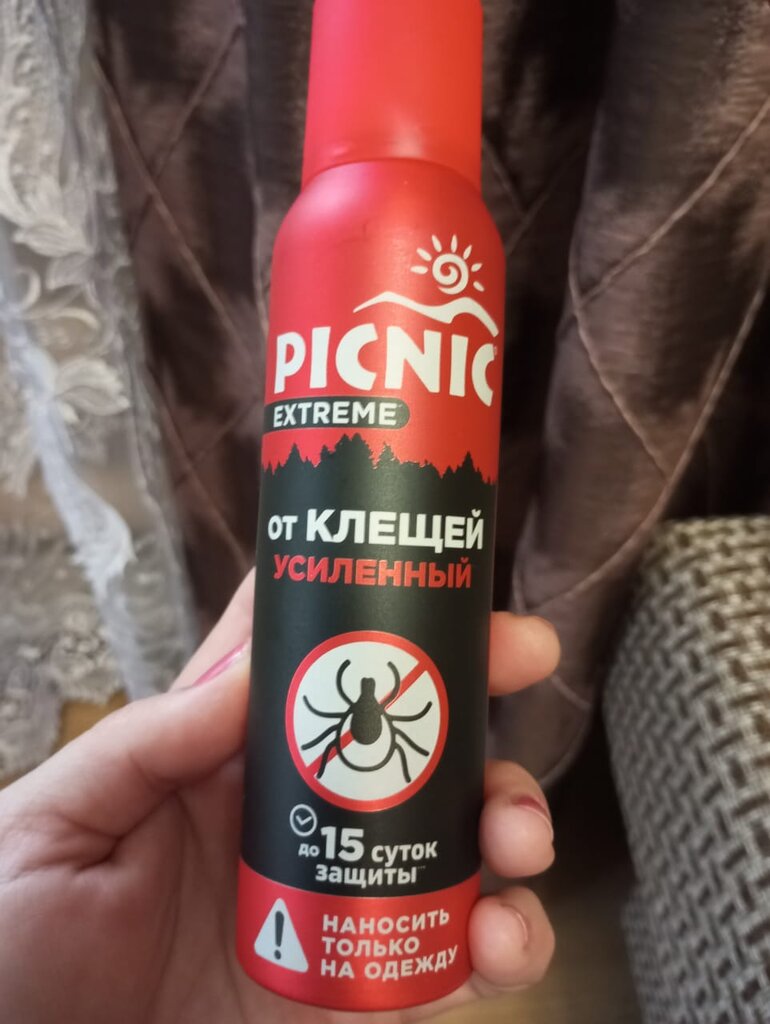 PICNIC
EXTREME
от КЛЕЩЕЙ
УСИЛЕННЫЙ
до 15 суток
защиты***
НАНОСИТЬ
ТОЛЬКО
НА ОДЕЖДУ